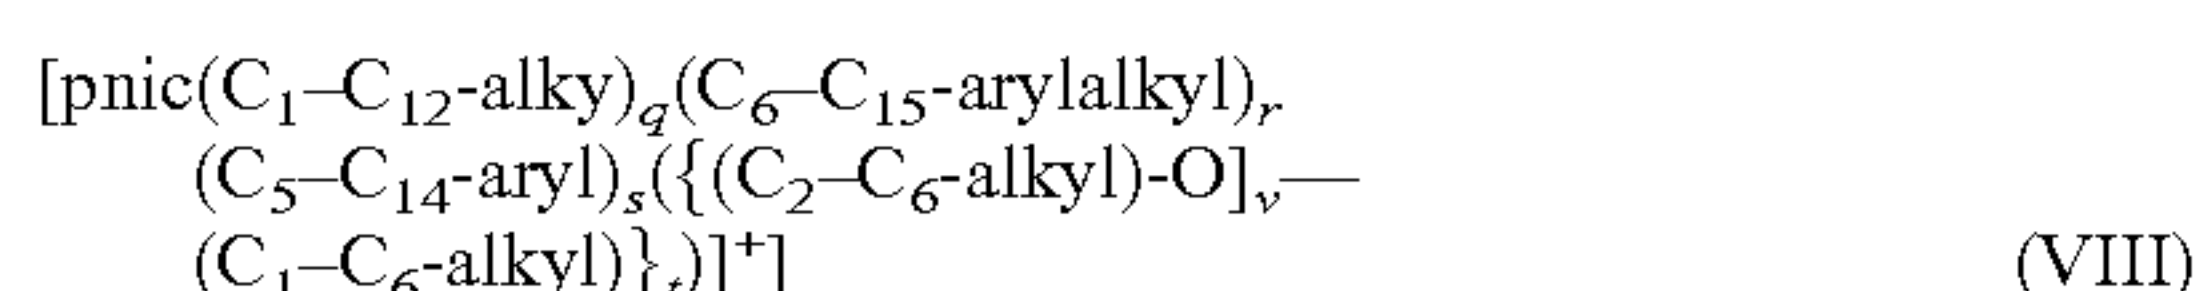 [pnic(C₁–C₁₂-alky)q(C₆–C₁₅-arylalkyl)r
(C₅–C₁₄-aryl)s({(C₂–C₆-alkyl)-O]v—
(C₁–C₆-alkyl)}t)]⁺] (VIII)